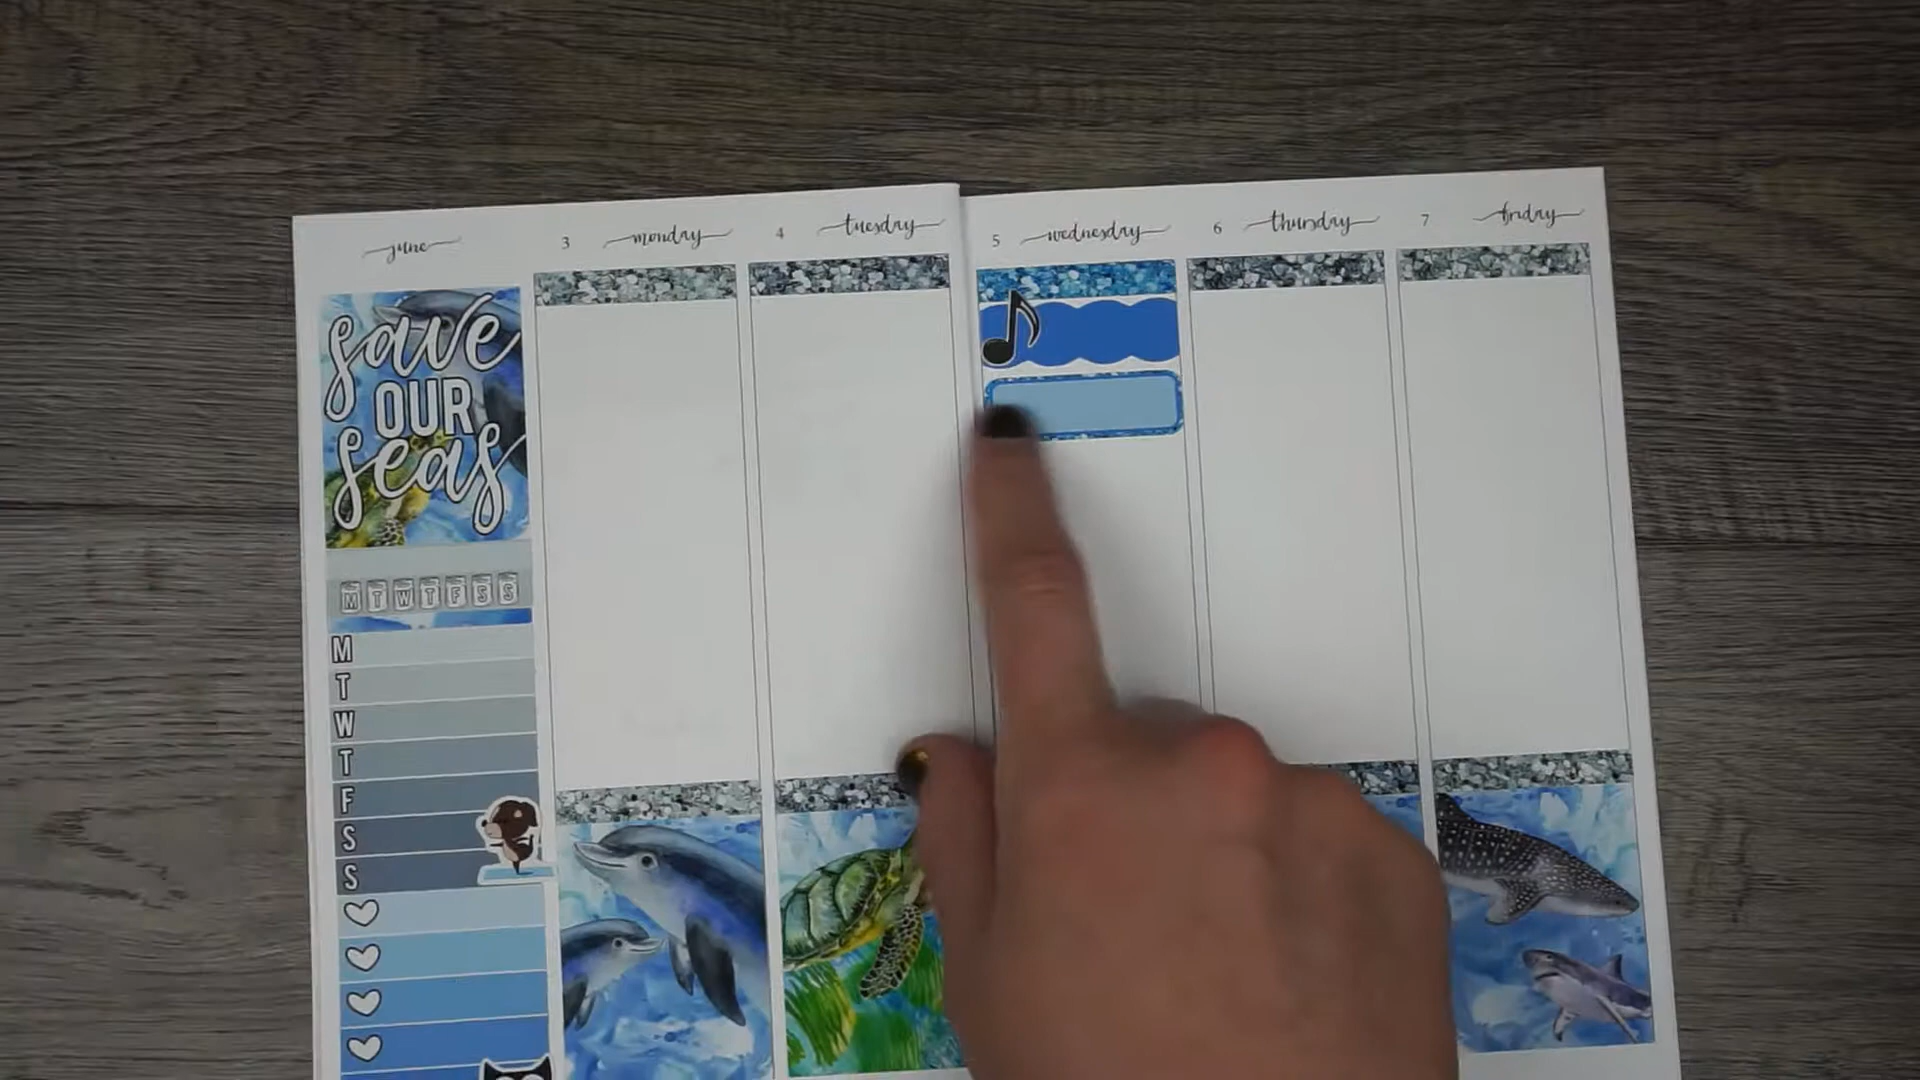 june
3 monday
4 tuesday
5 wednesday
6 thursday
7 friday
save
OUR
seas
M T W T F S S
M
T
W
T
F
S
S